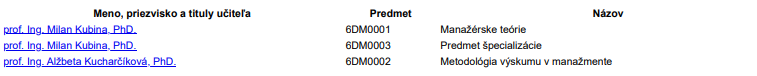 Meno, priezvisko a tituly učiteľa Predmet Názov
prof. Ing. Milan Kubina, PhD. 6DM0001 Manažérske teórie
prof. Ing. Milan Kubina, PhD. 6DM0003 Predmet špecializácie
prof. Ing. Alžbeta Kucharčíková, PhD. 6DM0002 Metodológia výskumu v manažmente